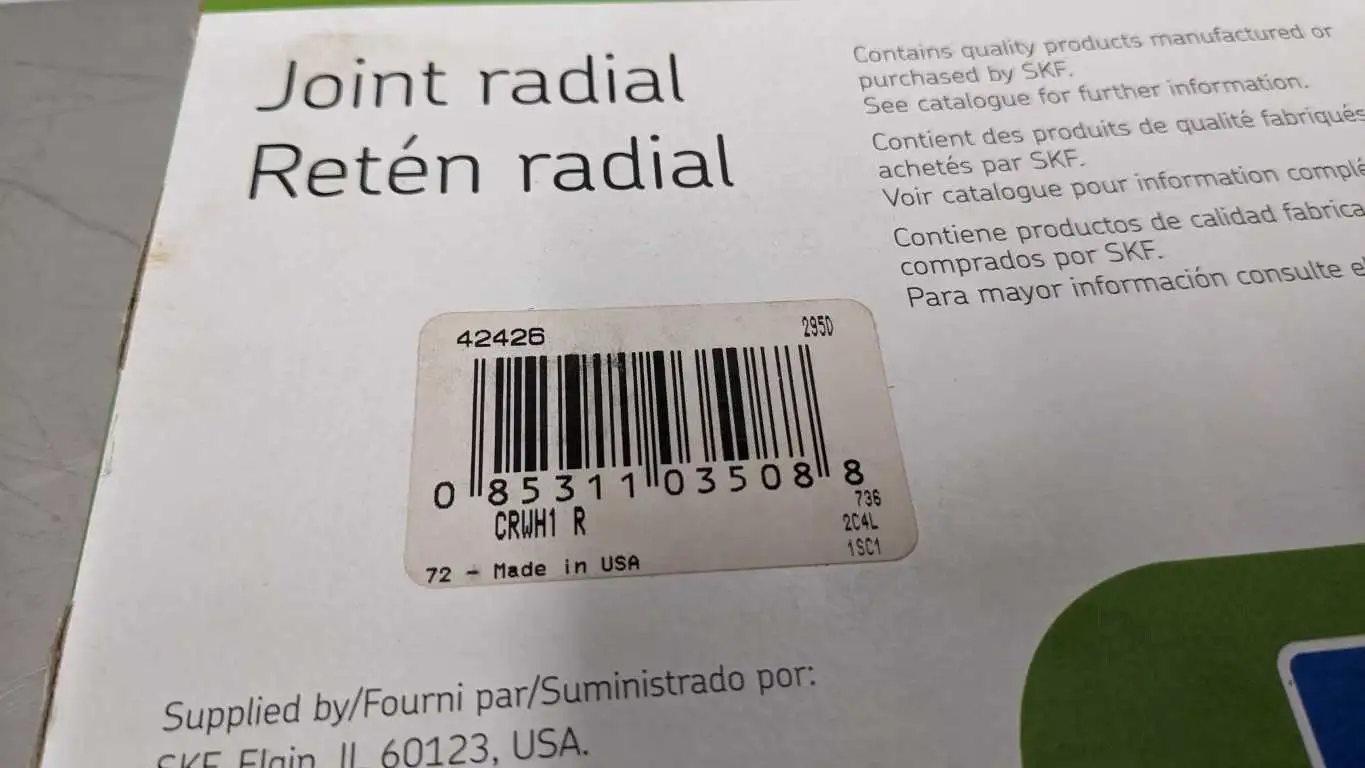 Joint radial
Retén radial
Contains quality products manufactured or
purchased by SKF.
See catalogue for further information.
Contient des produits de qualité fabriqués
achetés par SKF.
Voir catalogue pour information complé
Contiene productos de calidad fabrica
comprados por SKF.
Para mayor información consulte el
42426 295D
0 85311 03508 8
736
CRWH1 R 2C4L
1SC1
72 - Made in USA
Supplied by/Fourni par/Suministrado por:
SKF Elgin, IL 60123, USA.